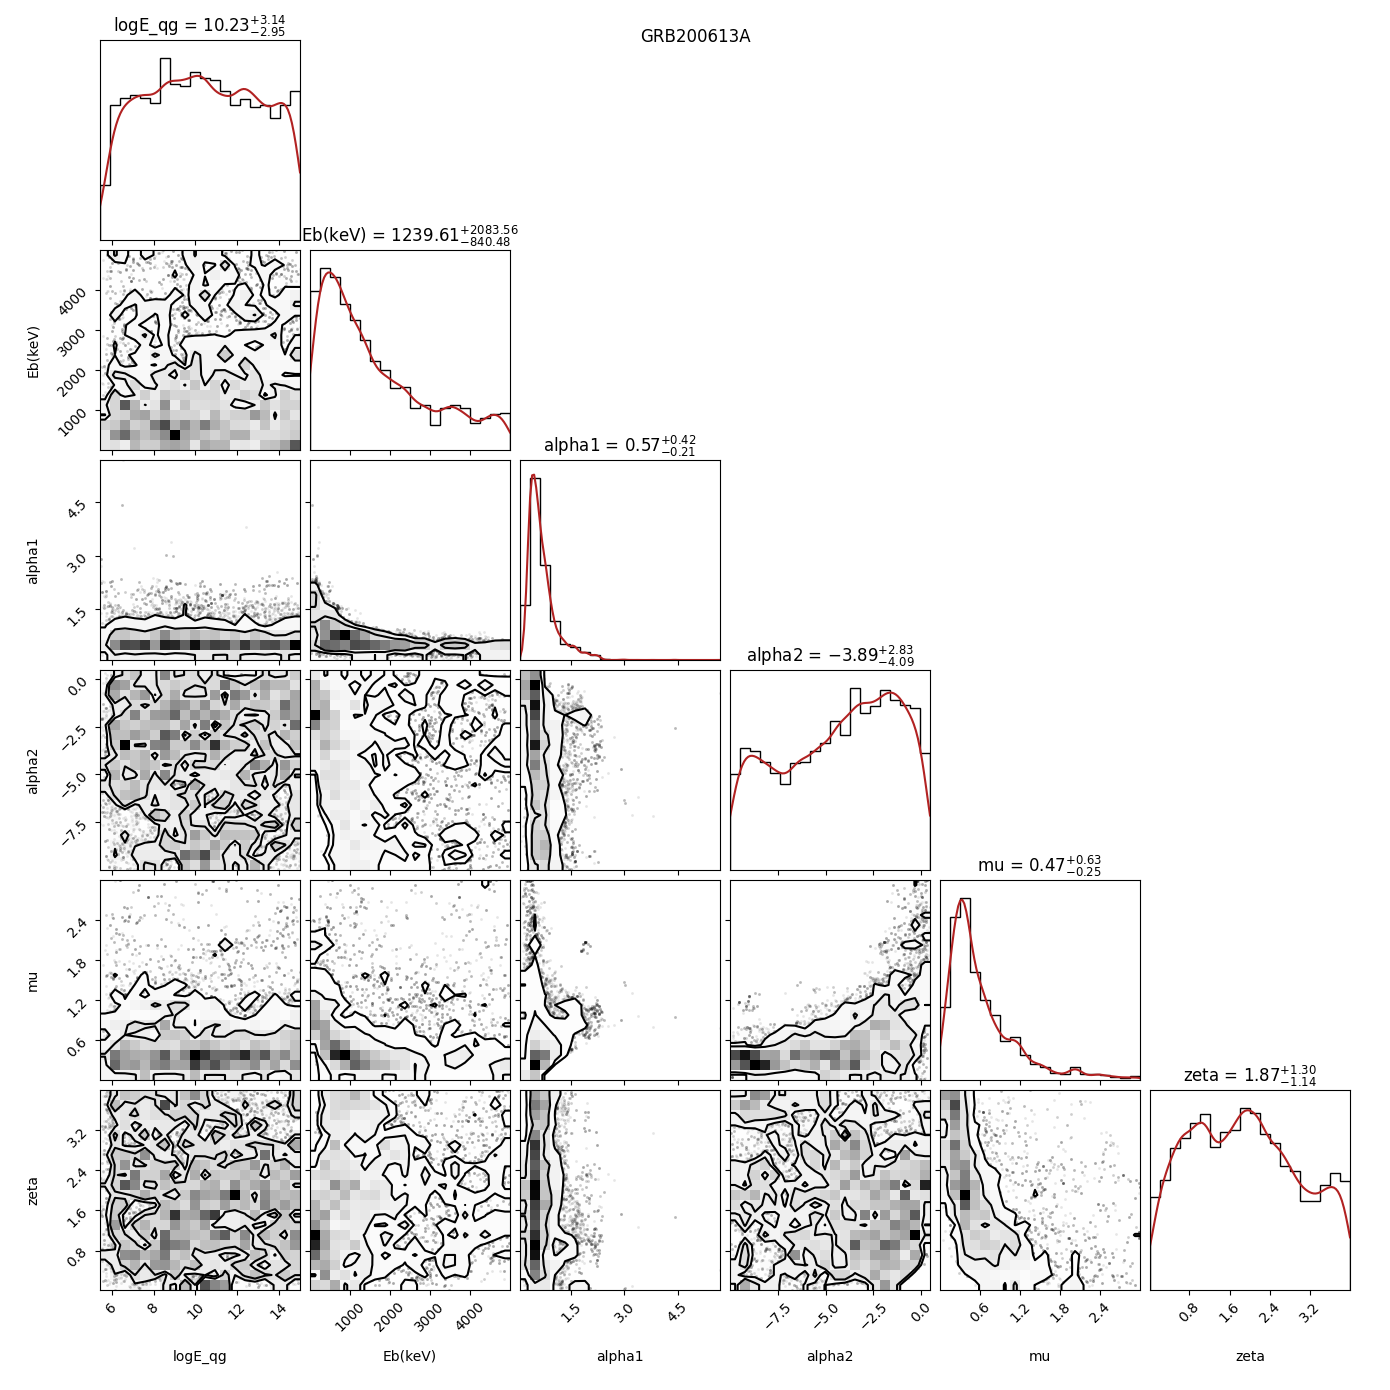 GRB200613A
logE_qg = 10.23+3.14 −2.95
Eb(keV) = 1239.61+2083.56 −840.48
4000
3000
2000
1000
Eb(keV)
alpha1 = 0.57+0.42 −0.21
4.5
3.0
1.5
alpha1
alpha2 = −3.89+2.83 −4.09
0.0
−2.5
−5.0
−7.5
alpha2
mu = 0.47+0.63 −0.25
2.4
1.8
1.2
0.6
mu
zeta = 1.87+1.30 −1.14
3.2
2.4
1.6
0.8
zeta
6 8 10 12 14
1000 2000 3000 4000
1.5 3.0 4.5
−7.5 −5.0 −2.5 0.0
0.6 1.2 1.8 2.4
0.8 1.6 2.4 3.2
logE_qg Eb(keV) alpha1 alpha2 mu zeta